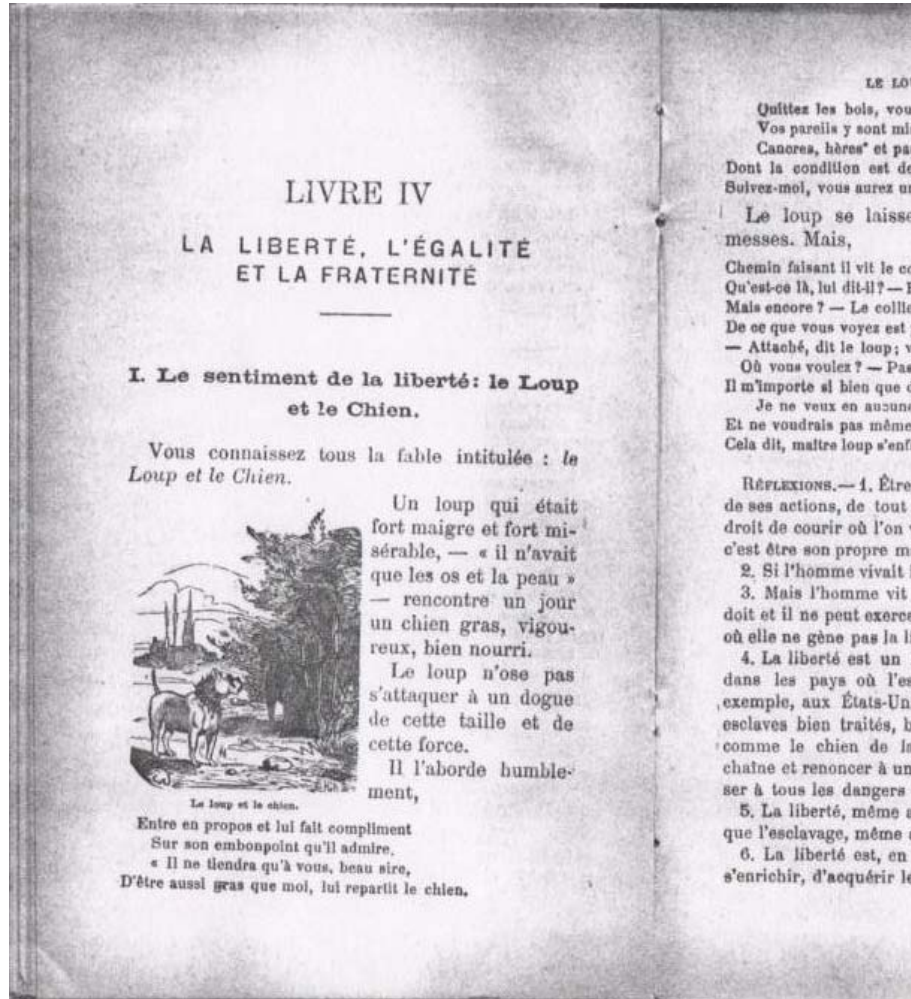 LIVRE IV
LA LIBERTÉ, L'ÉGALITÉ
ET LA FRATERNITÉ
I. Le sentiment de la liberté: le Loup
et le Chien.
Vous connaissez tous la fable intitulée : le
Loup et le Chien.
Un loup qui était
fort maigre et fort mi-
sérable, — « il n'avait
que les os et la peau »
— rencontre un jour
un chien gras, vigou-
reux, bien nourri.
Le loup n'ose pas
s'attaquer à un dogue
de cette taille et de
cette force.
Il l'aborde humble-
ment,
Le loup et le chien.
Entre en propos et lui fait compliment
Sur son embonpoint qu'il admire.
« Il ne tiendra qu'à vous, beau sire,
D'être aussi gras que moi, lui repartit le chien.
LE LO
Quittez les bois, vou
Vos pareils y sont mi
Cancres, hères* et pa
Dont la condition est de
Suivez-moi, vous aurez un
Le loup se laisse
messes. Mais,
Chemin faisant il vit le co
Qu'est-ce là, lui dit-il ? —
Mais encore ? — Le collie
De ce que vous voyez est
— Attaché, dit le loup; v
Où vous voulez ? — Pas
Il m'importe si bien que
Je ne veux en aucune
Et ne voudrais pas même
Cela dit, maître loup s'enf
RÉFLEXIONS.— 1. Être
de ses actions, de tout
droit de courir où l'on
c'est être son propre m
2. Si l'homme vivait
3. Mais l'homme vit
doit et il ne peut exerce
où elle ne gène pas la li
4. La liberté est un
dans les pays où l'es
exemple, aux États-Un
esclaves bien traités, b
comme le chien de la
chaîne et renoncer à un
ser à tous les dangers
5. La liberté, même a
que l'esclavage, même
6. La liberté est, en
s'enrichir, d'acquérir le